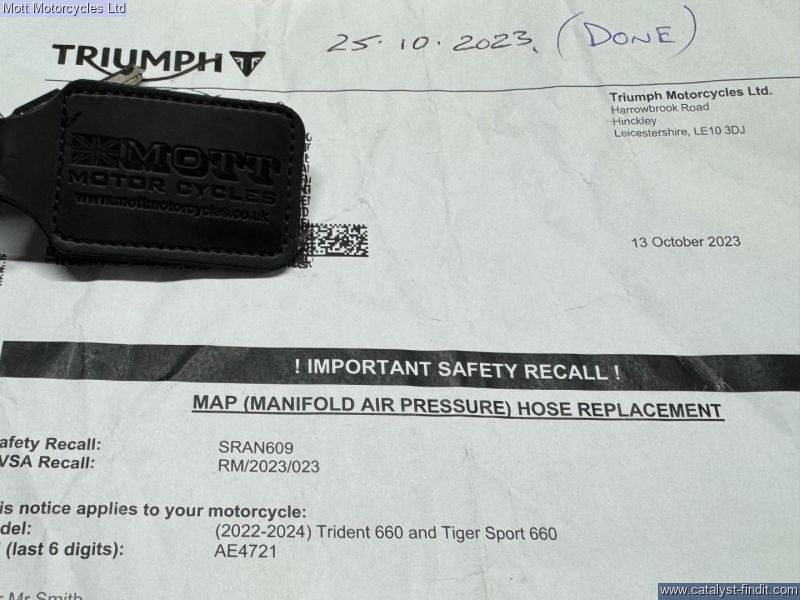 Mott Motorcycles Ltd
TRIUMPH
25.10.2023. (DONE)
Triumph Motorcycles Ltd.
Harrowbrook Road
Hinckley
Leicestershire, LE10 3DJ
MOTT
MOTOR CYCLES
www.mottmotorcycles.co.uk
13 October 2023
! IMPORTANT SAFETY RECALL !
MAP (MANIFOLD AIR PRESSURE) HOSE REPLACEMENT
afety Recall: SRAN609
VSA Recall: RM/2023/023
is notice applies to your motorcycle:
del: (2022-2024) Trident 660 and Tiger Sport 660
(last 6 digits): AE4721
Mr Smith
www.catalyst-findit.com